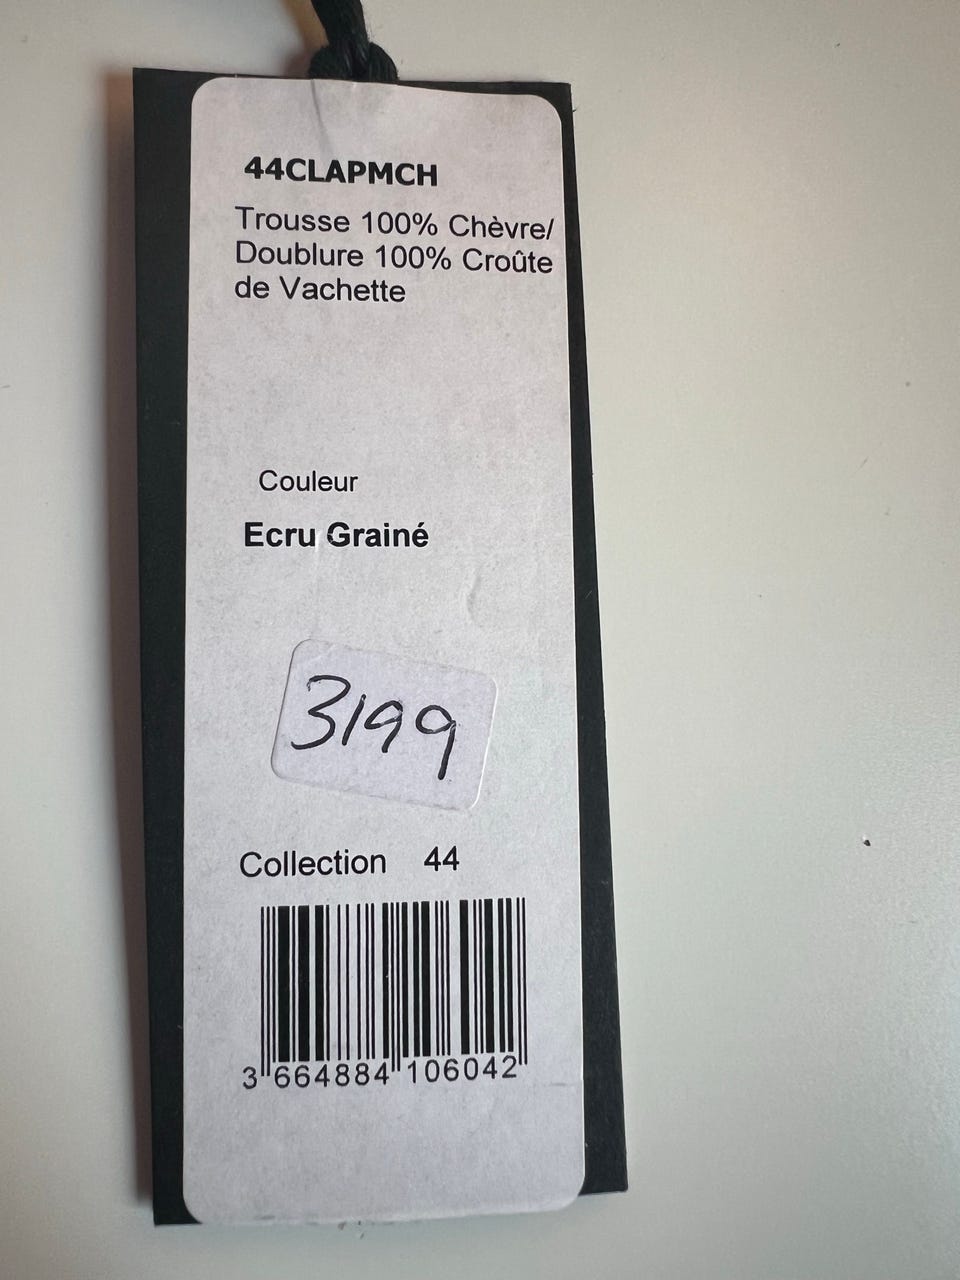 44CLAPMCH
Trousse 100% Chèvre/
Doublure 100% Croûte
de Vachette
Couleur
Ecru Grainé
3199
Collection 44
3 664884 106042